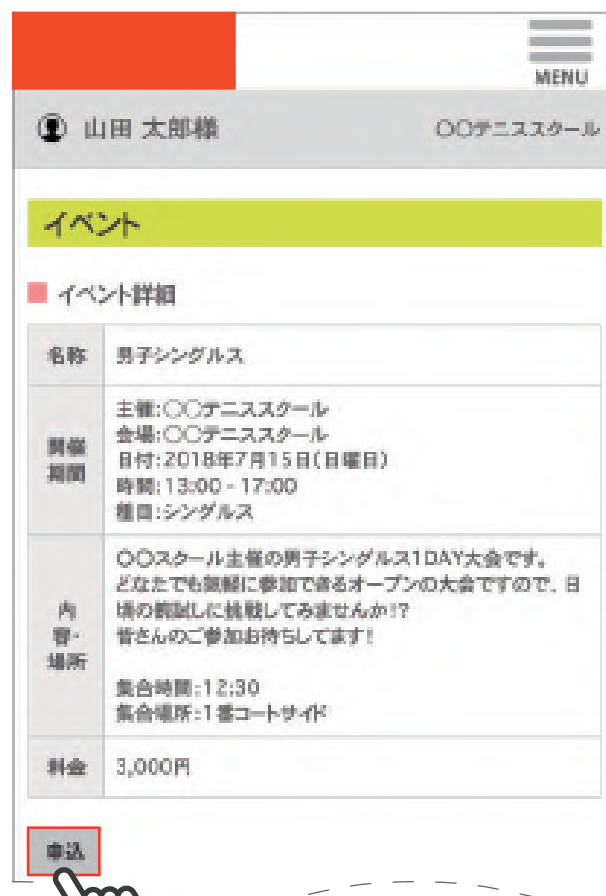 MENU
山田 太郎様
〇〇テニススクール
イベント
イベント詳細
名称
男子シングルス
開催
期間
主催:〇〇テニススクール
会場:〇〇テニススクール
日付:2018年7月15日(日曜日)
時間:13:00 - 17:00
種目:シングルス
内
容・
場所
〇〇スクール主催の男子シングルス1DAY大会です。
どなたでも気軽に参加できるオープンの大会ですので、日
頃の腕試しに挑戦してみませんか!?
皆さんのご参加お待ちしてます!
集合時間:12:30
集合場所:1番コートサイド
料金
3,000円
申込